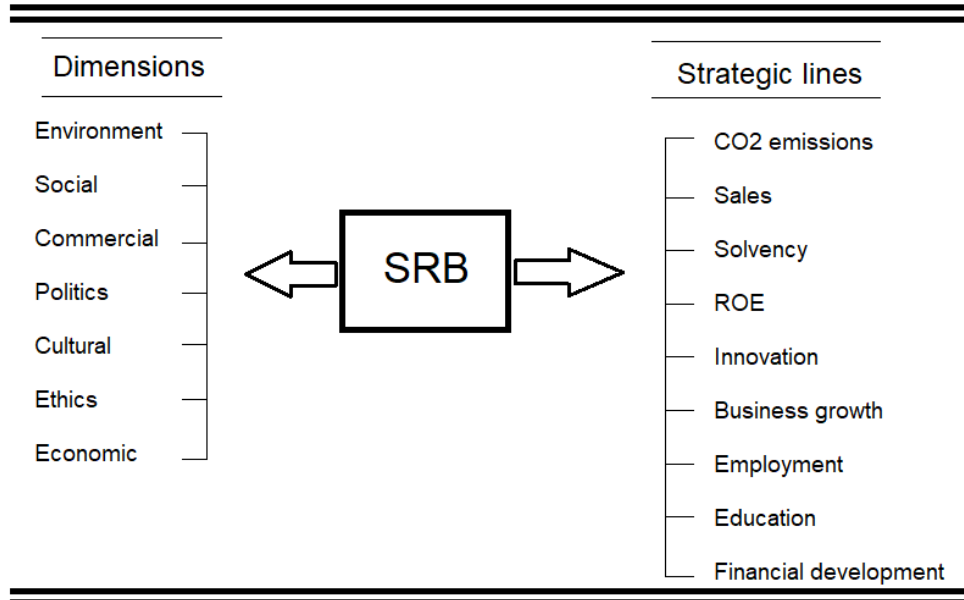 Dimensions
Environment
Social
Commercial
Politics
Cultural
Ethics
Economic
SRB
Strategic lines
CO2 emissions
Sales
Solvency
ROE
Innovation
Business growth
Employment
Education
Financial development